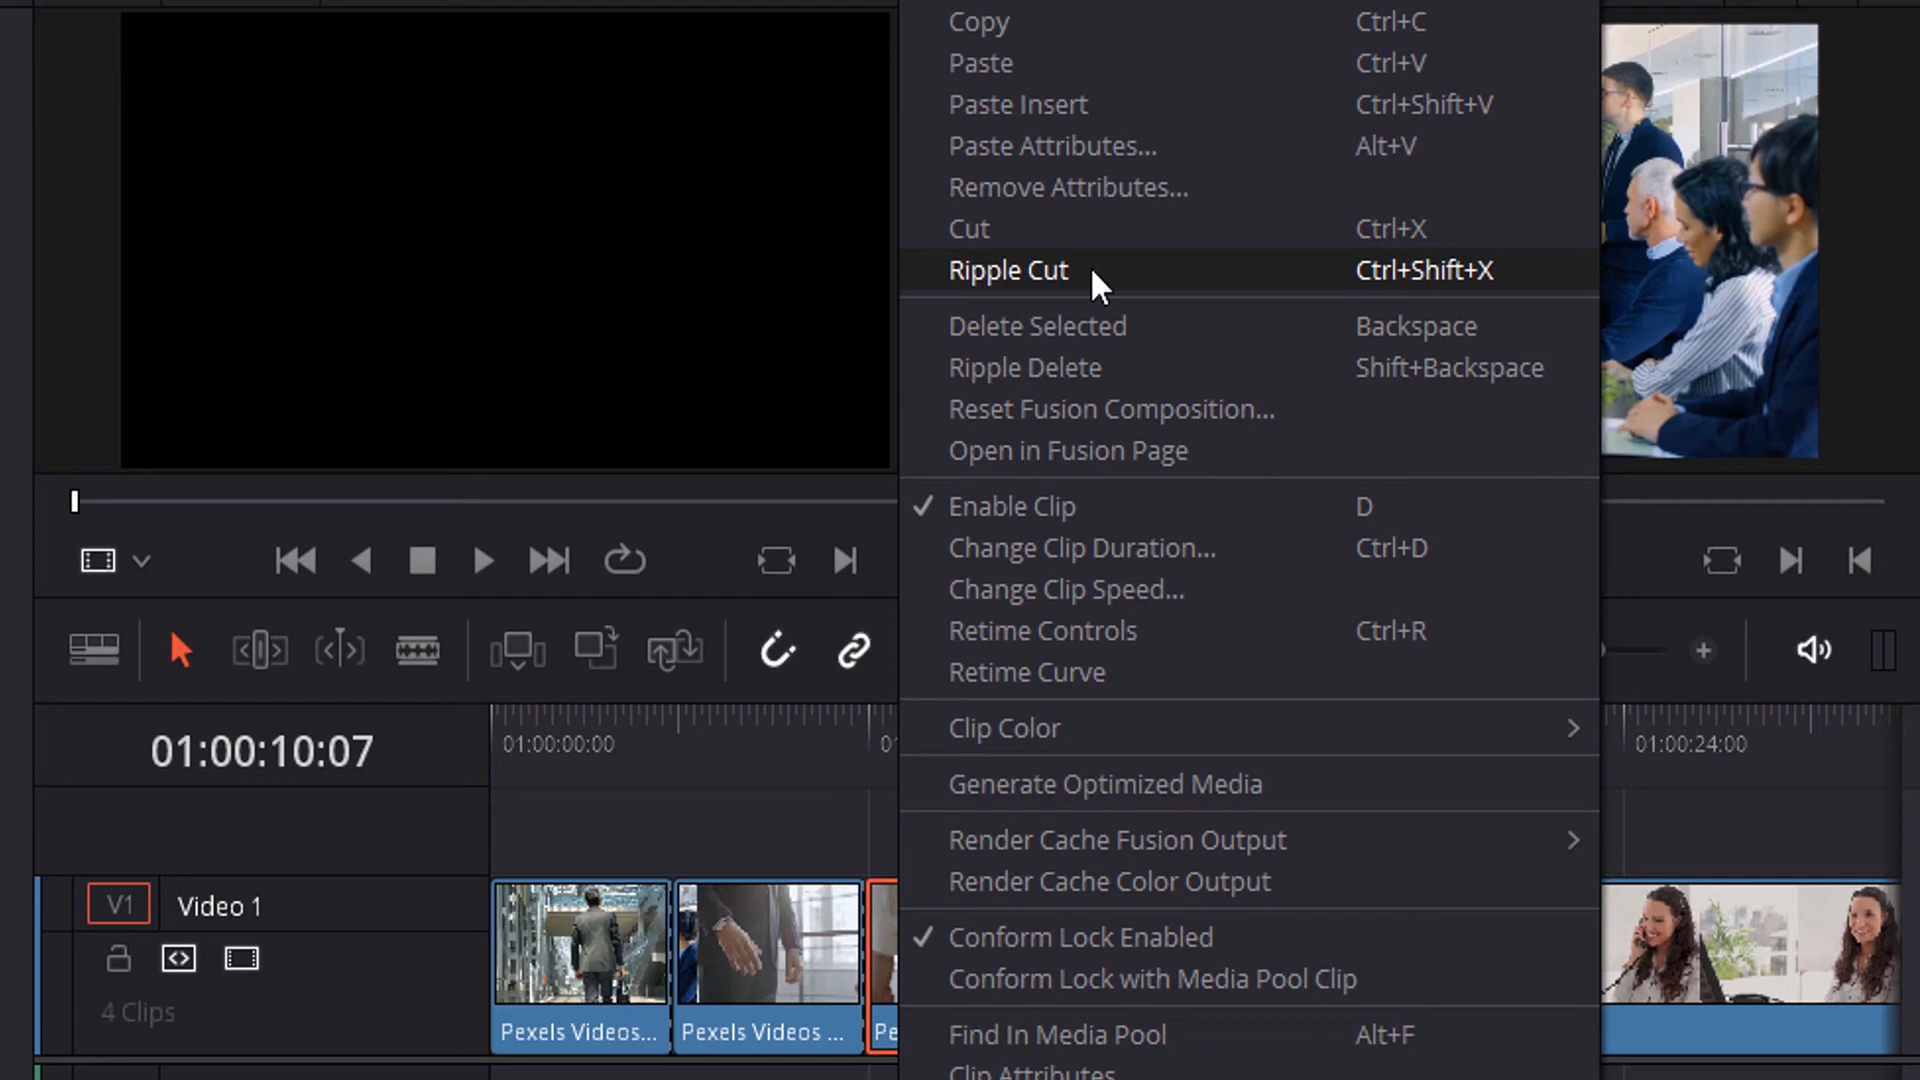 Copy Ctrl+C
Paste Ctrl+V
Paste Insert Ctrl+Shift+V
Paste Attributes... Alt+V
Remove Attributes...
Cut Ctrl+X
Ripple Cut Ctrl+Shift+X
Delete Selected Backspace
Ripple Delete Shift+Backspace
Reset Fusion Composition...
Open in Fusion Page
Enable Clip D
Change Clip Duration... Ctrl+D
Change Clip Speed...
Retime Controls Ctrl+R
Retime Curve
Clip Color
Generate Optimized Media
Render Cache Fusion Output
Render Cache Color Output
Conform Lock Enabled
Conform Lock with Media Pool Clip
Find In Media Pool Alt+F
Clip Attributes
01:00:10:07
01:00:00:00
01:00:24:00
V1 Video 1
4 Clips
Pexels Videos...
Pexels Videos ...
Pe